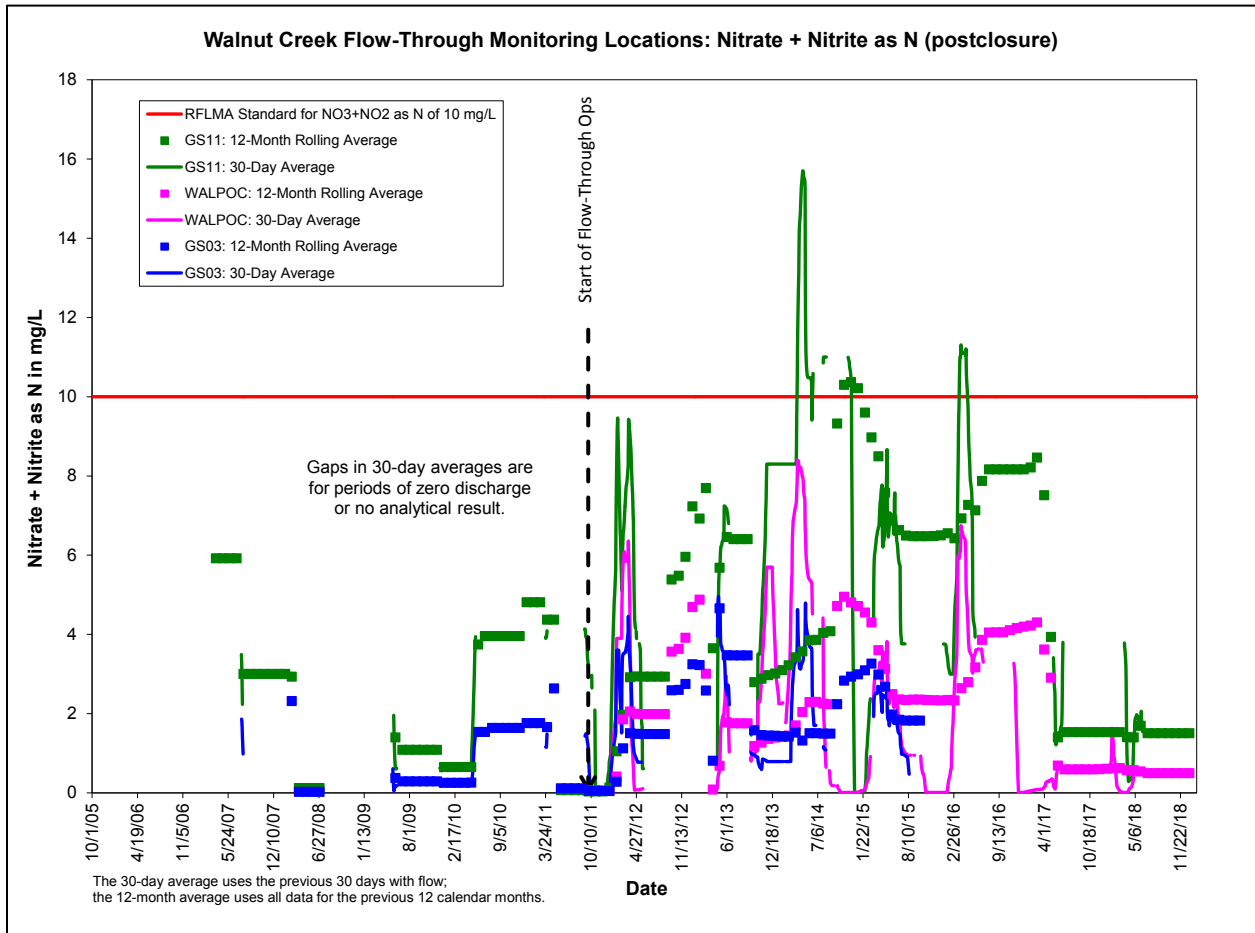 Walnut Creek Flow-Through Monitoring Locations: Nitrate + Nitrite as N (postclosure)
18
16
14
12
10
8
6
4
2
0
Nitrate + Nitrite as N in mg/L
RFLMA Standard for NO3+NO2 as N of 10 mg/L
GS11: 12-Month Rolling Average
GS11: 30-Day Average
WALPOC: 12-Month Rolling Average
WALPOC: 30-Day Average
GS03: 12-Month Rolling Average
GS03: 30-Day Average
Start of Flow-Through Ops
Gaps in 30-day averages are
for periods of zero discharge
or no analytical result.
10/1/05
4/19/06
11/5/06
5/24/07
12/10/07
6/27/08
1/13/09
8/1/09
2/17/10
9/5/10
3/24/11
10/10/11
4/27/12
11/13/12
6/1/13
12/18/13
7/6/14
1/22/15
8/10/15
2/26/16
9/13/16
4/1/17
10/18/17
5/6/18
11/22/18
Date
The 30-day average uses the previous 30 days with flow;
the 12-month average uses all data for the previous 12 calendar months.